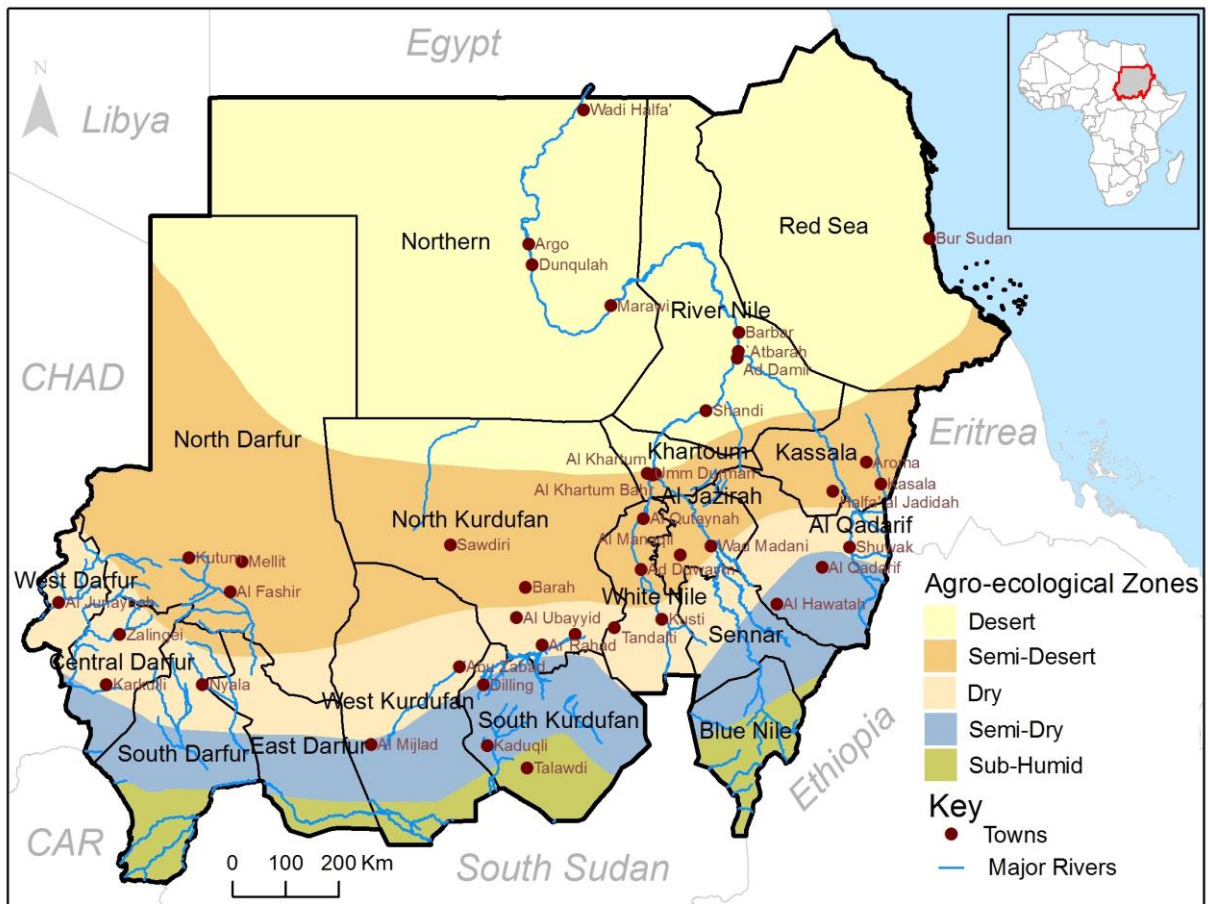 Egypt
N
Libya
Wadi Halfa'
Red Sea
Northern
Argo
Bur Sudan
Dunqulah
Marawi
River Nile
Barbar
`Atbarah
Ad Damir
CHAD
Shandi
Eritrea
North Darfur
Khartoum
Kassala
Al Khartum
Umm Durman
Aroma
Al Khartum Bah
Kasala
Al Jazirah
Halfa' al Jadidah
North Kurdufan
Al Qutaynah
Al Qadarif
Sawdiri
Al Manaqil
Wad Madani
Shuwak
Kutum
Mellit
Al Qadarif
West Darfur
Ad Duwaym
Al Junaynah
Al Fashir
Barah
White Nile
Al Hawatah
Al Ubayyid
Kusti
Zalingei
Tandalti
Sennar
Ar Rahad
Central Darfur
Abu Zabad
Karkulli
Nyala
Dilling
West Kurdufan
South Kurdufan
Blue Nile
East Darfur
South Darfur
Al Mijlad
Kaduqli
Talawdi
Ethiopia
CAR
South Sudan
0 100 200 Km
Agro-ecological Zones
Desert
Semi-Desert
Dry
Semi-Dry
Sub-Humid
Key
Towns
Major Rivers